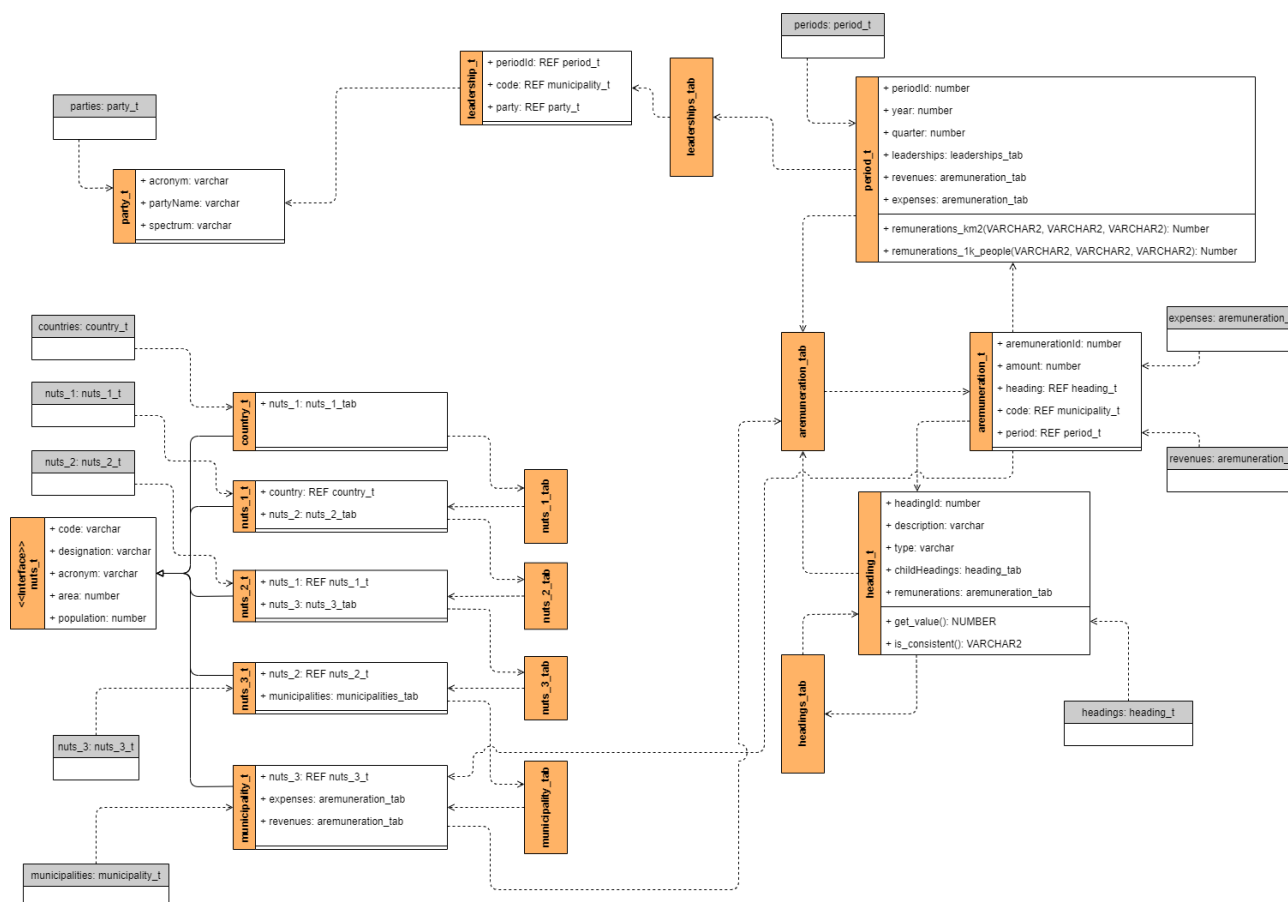 periods: period_t
leadership_t
+ periodId: REF period_t
+ code: REF municipality_t
+ party: REF party_t
leaderships_tab
period_t
+ periodId: number
+ year: number
+ quarter: number
+ leaderships: leaderships_tab
+ revenues: aremuneration_tab
+ expenses: aremuneration_tab
+ remunerations_km2(VARCHAR2, VARCHAR2, VARCHAR2): Number
+ remunerations_1k_people(VARCHAR2, VARCHAR2, VARCHAR2): Number
parties: party_t
party_t
+ acronym: varchar
+ partyName: varchar
+ spectrum: varchar
countries: country_t
nuts_1: nuts_1_t
nuts_2: nuts_2_t
country_t
+ nuts_1: nuts_1_tab
nuts_1_t
+ country: REF country_t
+ nuts_2: nuts_2_tab
nuts_1_tab
<<Interface>>
nuts_t
+ code: varchar
+ designation: varchar
+ acronym: varchar
+ area: number
+ population: number
nuts_2_t
+ nuts_1: REF nuts_1_t
+ nuts_3: nuts_3_tab
nuts_2_tab
nuts_3_t
+ nuts_2: REF nuts_2_t
+ municipalities: municipalities_tab
nuts_3_tab
nuts_3: nuts_3_t
municipality_t
+ nuts_3: REF nuts_3_t
+ expenses: aremuneration_tab
+ revenues: aremuneration_tab
municipality_tab
municipalities: municipality_t
aremuneration_tab
aremuneration_t
+ aremunerationId: number
+ amount: number
+ heading: REF heading_t
+ code: REF municipality_t
+ period: REF period_t
expenses: aremuneration_
revenues: aremuneration_
heading_t
+ headingId: number
+ description: varchar
+ type: varchar
+ childHeadings: heading_tab
+ remunerations: aremuneration_tab
+ get_value(): NUMBER
+ is_consistent(): VARCHAR2
headings_tab
headings: heading_t